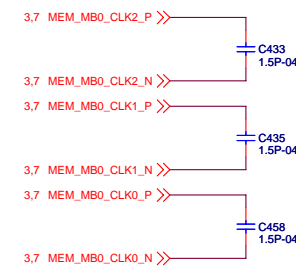 3,7 MEM_MB0_CLK2_P
C433
1.5P-04
3,7 MEM_MB0_CLK2_N
3,7 MEM_MB0_CLK1_P
C435
1.5P-04
3,7 MEM_MB0_CLK1_N
3,7 MEM_MB0_CLK0_P
C458
1.5P-04
3,7 MEM_MB0_CLK0_N